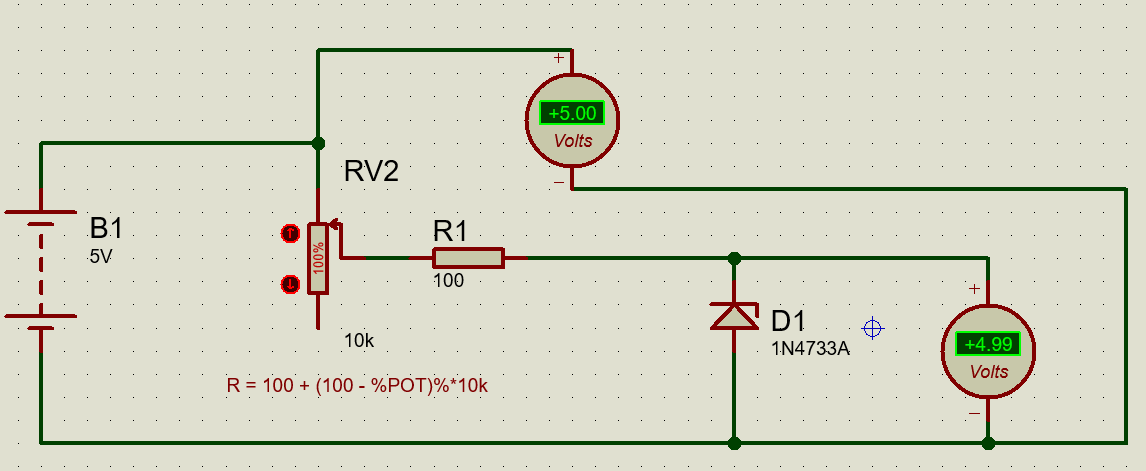 +
+5.00
Volts
−
RV2
B1
5V
100%
R1
100
10k
D1
1N4733A
+
+4.99
Volts
−
R = 100 + (100 - %POT)%*10k